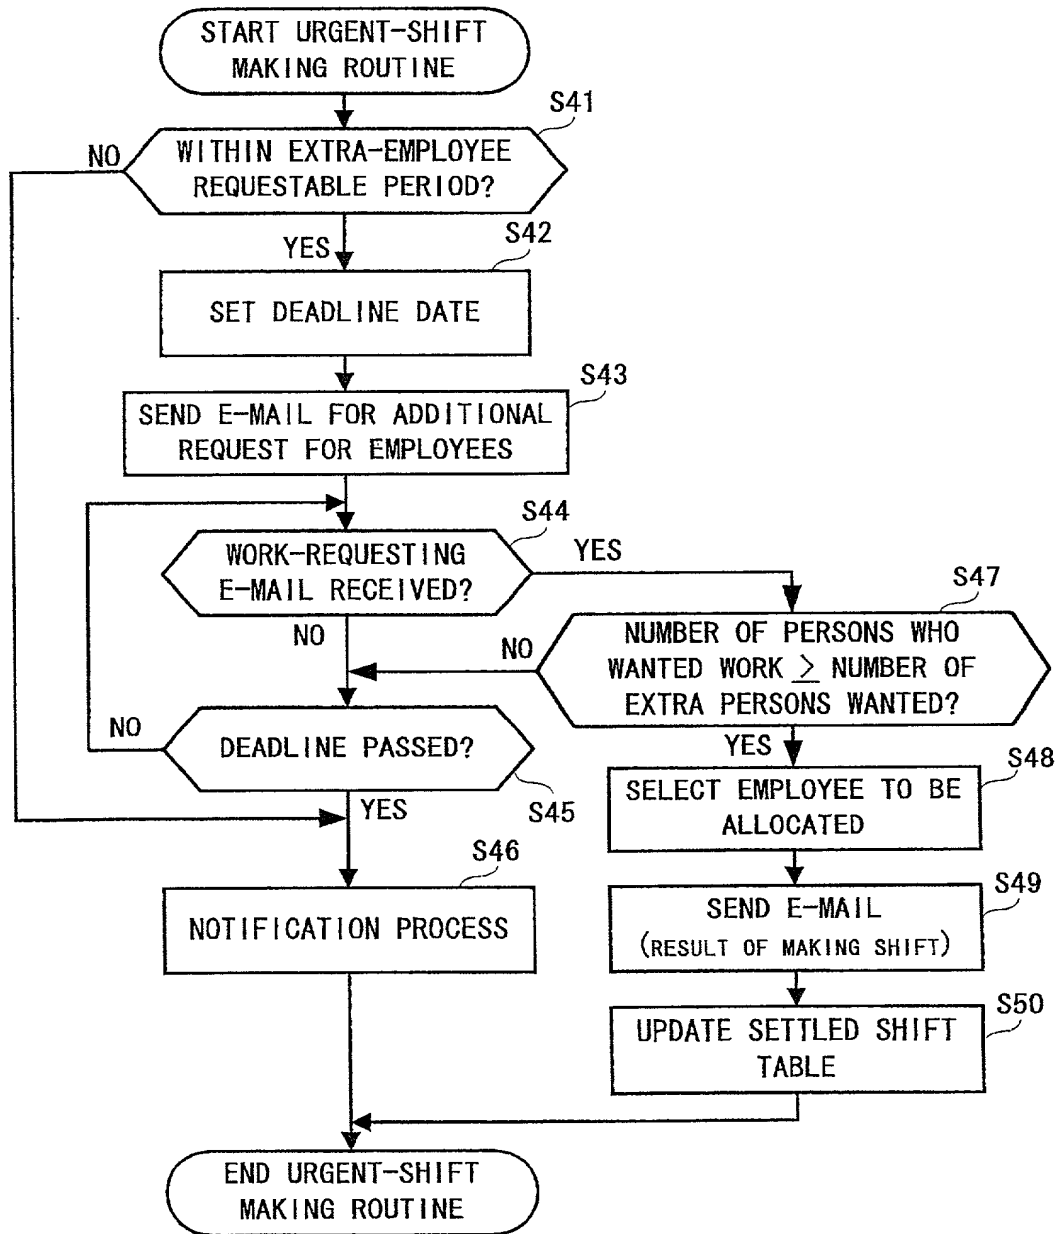 START URGENT-SHIFT
MAKING ROUTINE
S41
NO
WITHIN EXTRA-EMPLOYEE
REQUESTABLE PERIOD?
YES
S42
SET DEADLINE DATE
S43
SEND E-MAIL FOR ADDITIONAL
REQUEST FOR EMPLOYEES
S44
WORK-REQUESTING
E-MAIL RECEIVED?
YES
NO
S47
NUMBER OF PERSONS WHO
WANTED WORK ≥ NUMBER OF
EXTRA PERSONS WANTED?
NO
YES
NO
DEADLINE PASSED?
S45
YES
S48
SELECT EMPLOYEE TO BE
ALLOCATED
S46
NOTIFICATION PROCESS
S49
SEND E-MAIL
(RESULT OF MAKING SHIFT)
S50
UPDATE SETTLED SHIFT
TABLE
END URGENT-SHIFT
MAKING ROUTINE